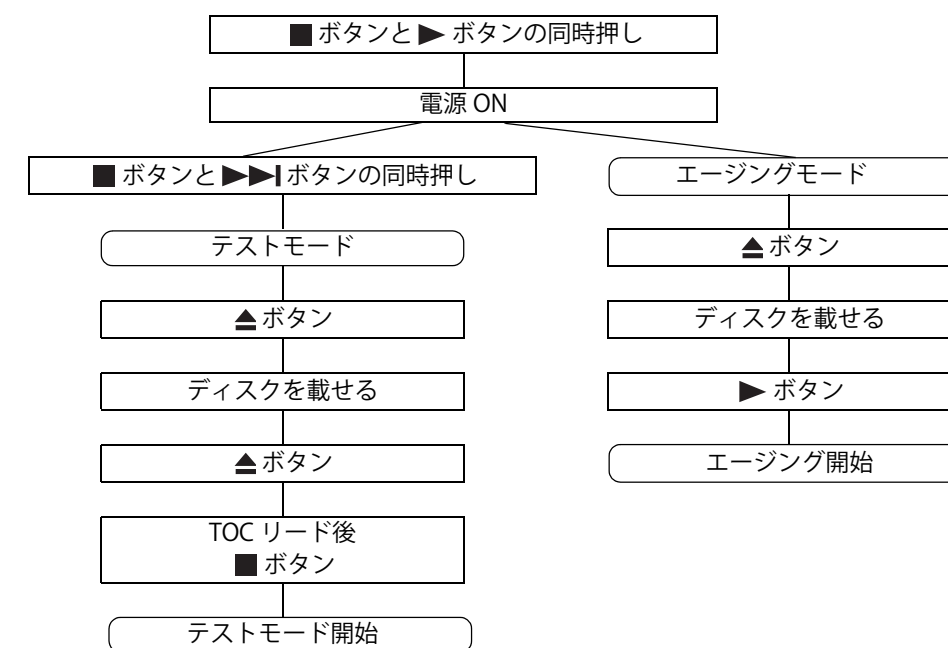 ■ ボタンと ▶ ボタンの同時押し
電源 ON
■ ボタンと ▶▶I ボタンの同時押し
テストモード
⏏ ボタン
ディスクを載せる
⏏ ボタン
TOC リード後
■ ボタン
テストモード開始
エージングモード
⏏ ボタン
ディスクを載せる
▶ ボタン
エージング開始